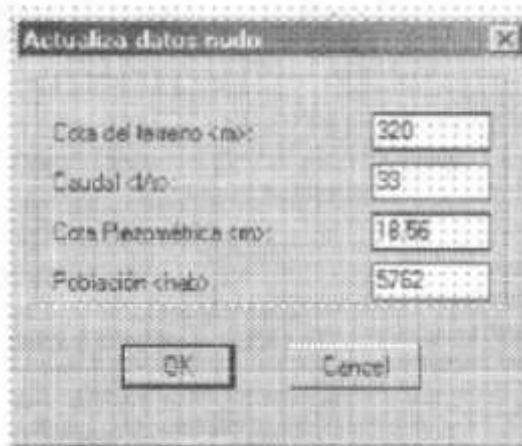 Actualiza datos nudo
Cota del terreno <m>: 320
Caudal <l/s>: 33
Cota Piezométrica <m>: 18,56
Población <hab>: 5762
OK Cancel